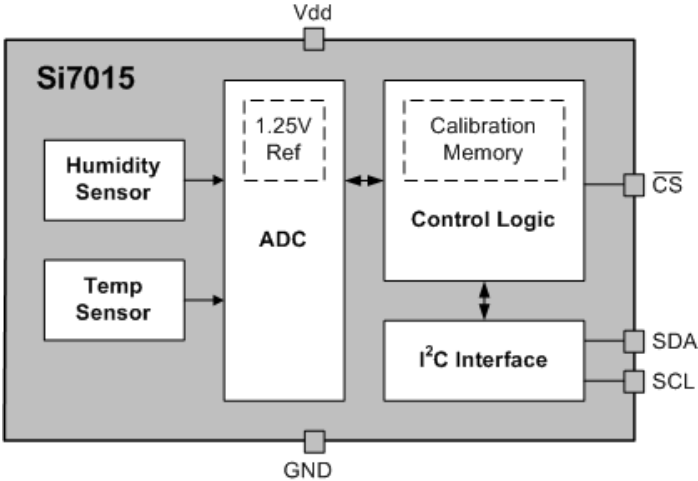 Vdd
Si7015
Humidity
Sensor
Temp
Sensor
1.25V
Ref
ADC
Calibration
Memory
Control Logic
I²C Interface
C̅S̅
SDA
SCL
GND